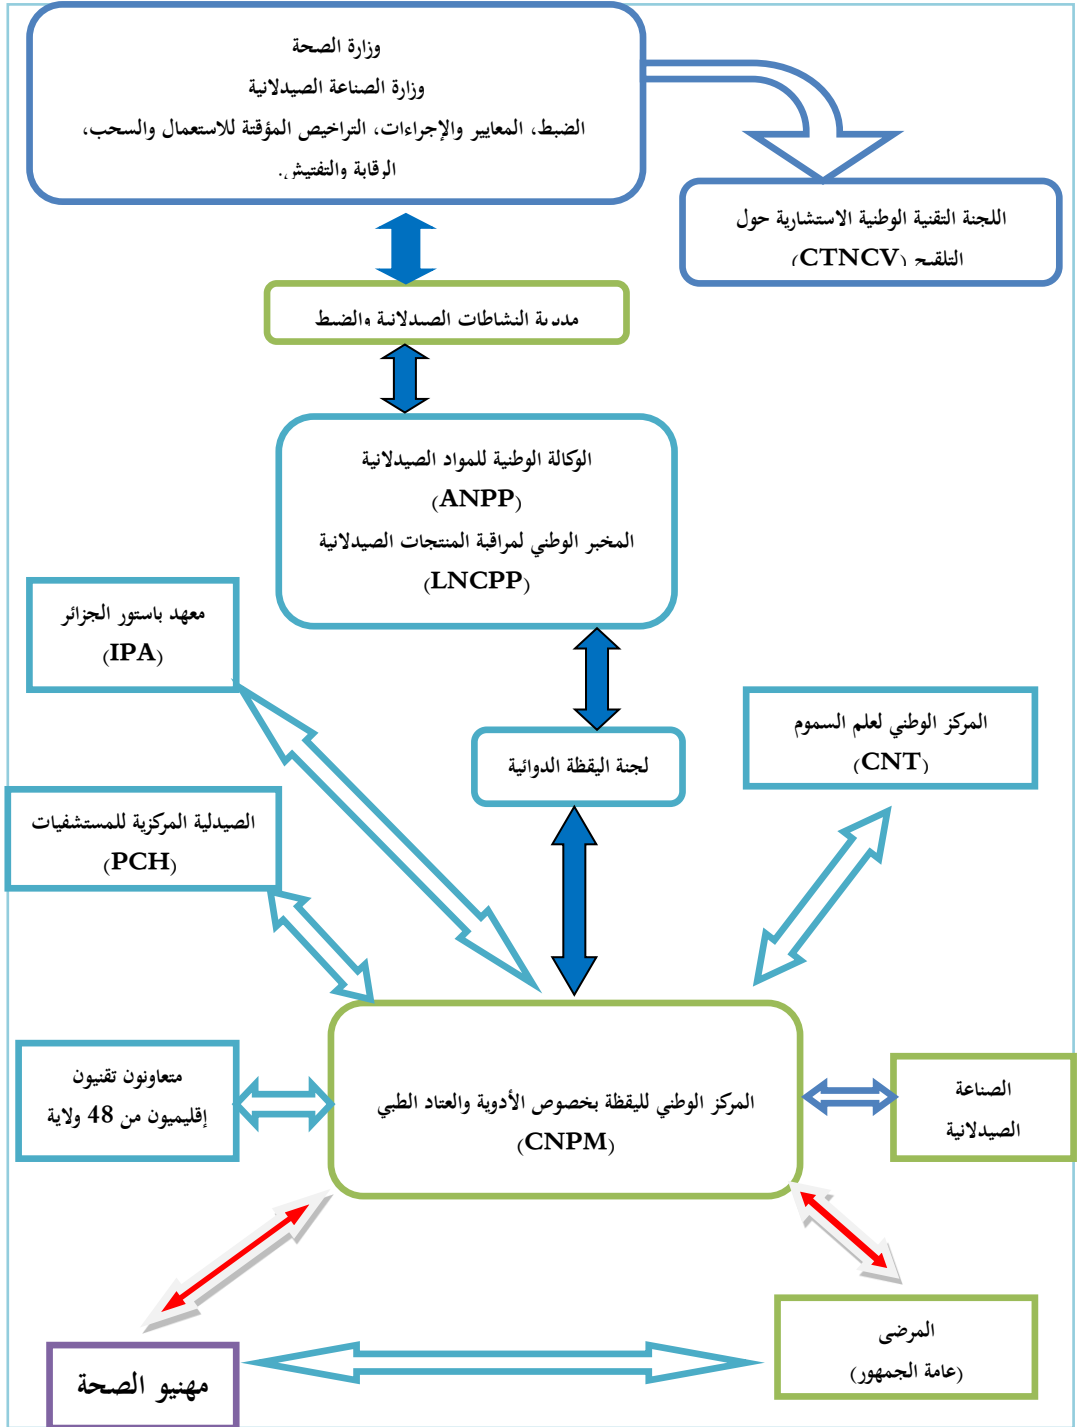 وزارة الصحة
وزارة الصناعة الصيدلانية
الضبط، المعايير والإجراءات، التراخيص المؤقتة للاستعمال والسحب،
الرقابة والتفتيش.
اللجنة التقنية الوطنية الاستشارية حول
التلقيح (CTNCV)
مديرية النشاطات الصيدلانية والضبط
الوكالة الوطنية للمواد الصيدلانية
(ANPP)
المخبر الوطني لمراقبة المنتجات الصيدلانية
(LNCPP)
معهد باستور الجزائر
(IPA)
المركز الوطني لعلم السموم
(CNT)
لجنة اليقظة الدوائية
الصيدلية المركزية للمستشفيات
(PCH)
متعاونون تقنيون
إقليميون من 48 ولاية
المركز الوطني لليقظة بخصوص الأدوية والعتاد الطبي
(CNPM)
الصناعة
الصيدلانية
المرضى
(عامة الجمهور)
مهنيو الصحة